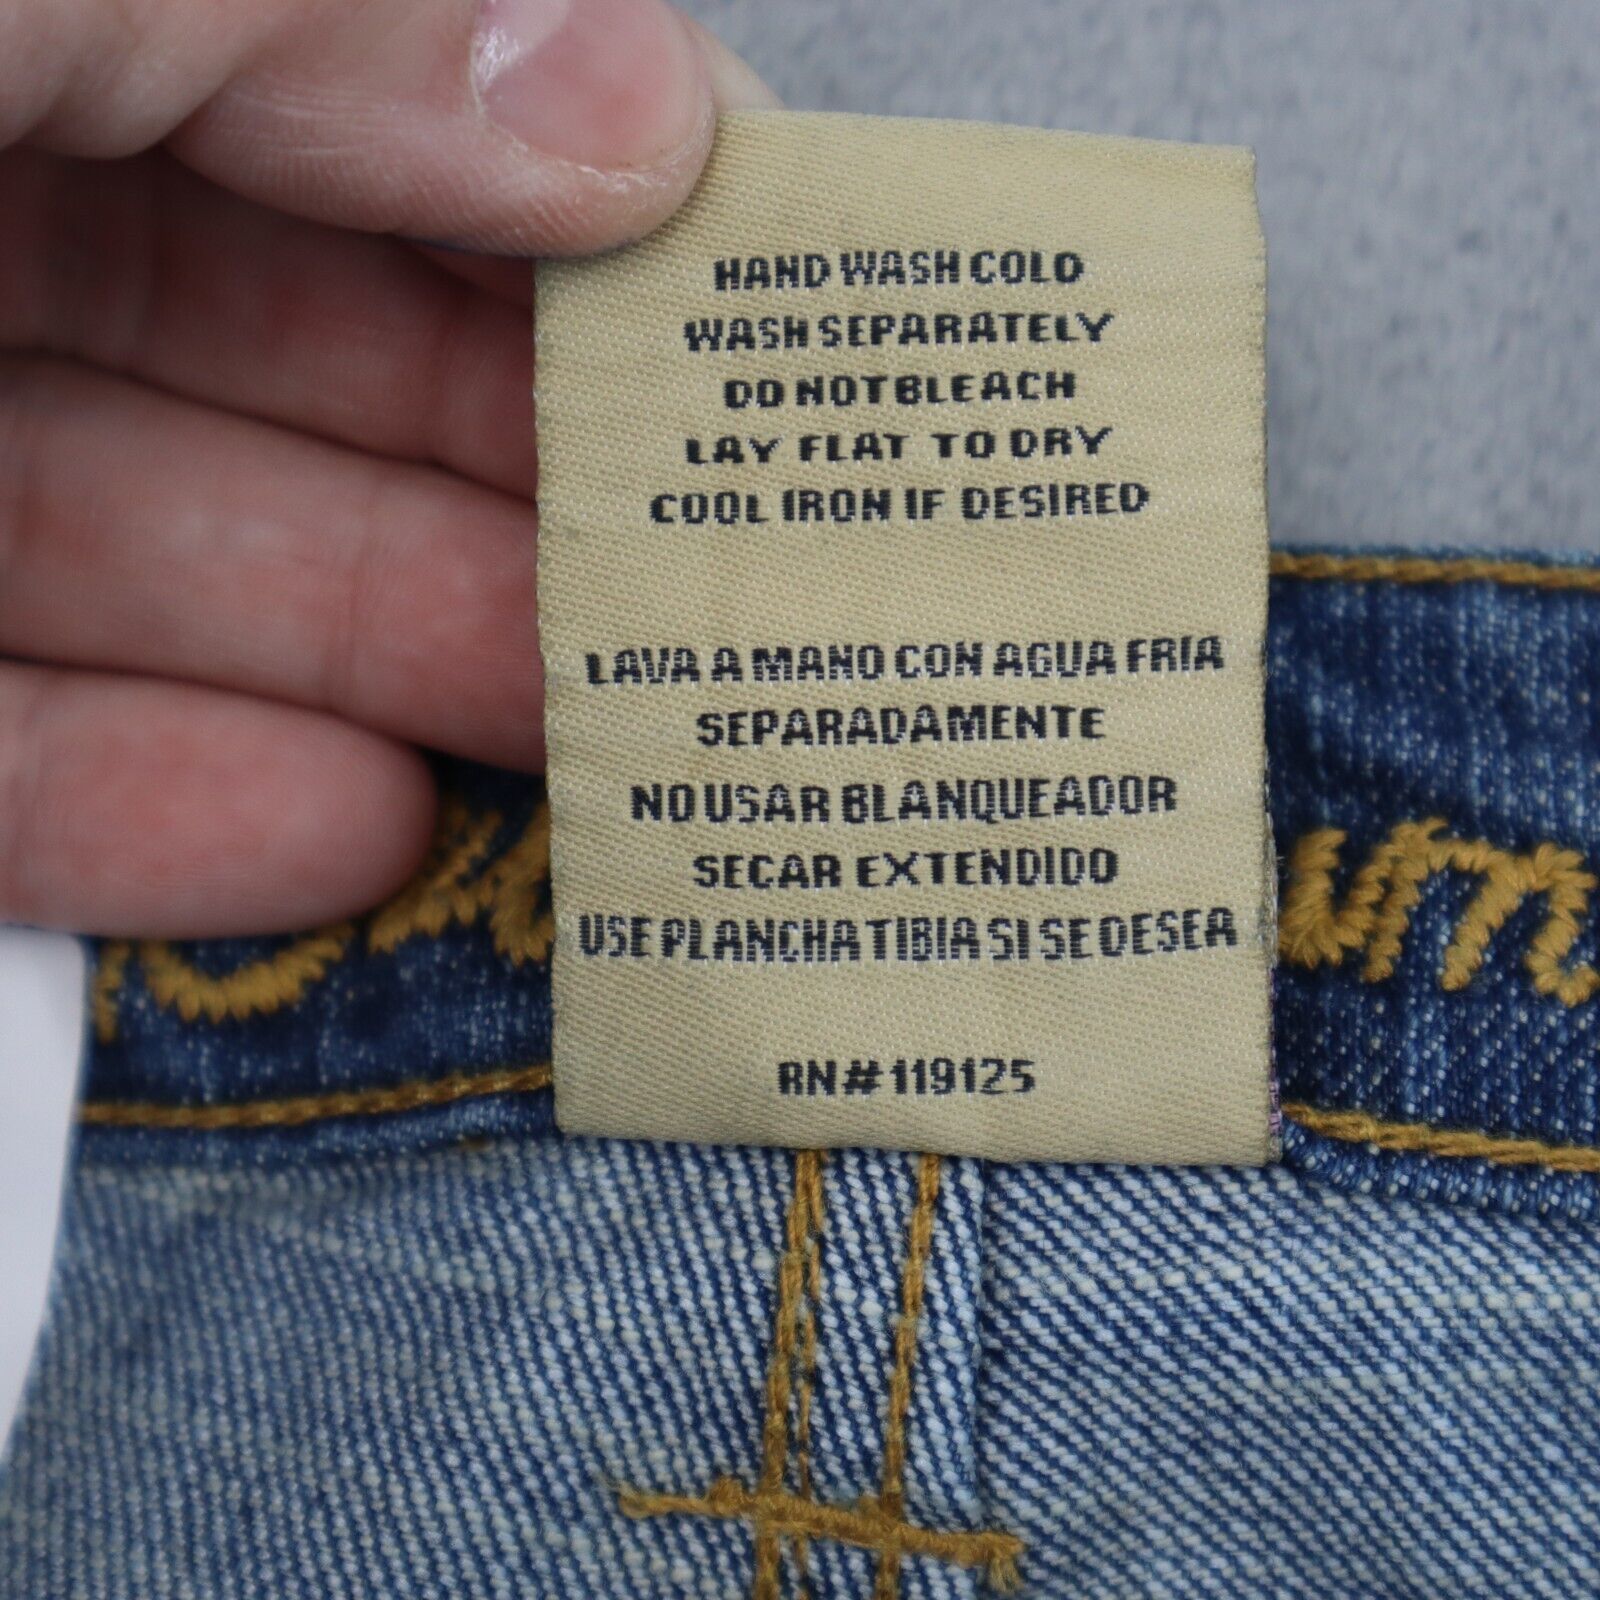 HAND WASH COLD
WASH SEPARATELY
DO NOT BLEACH
LAY FLAT TO DRY
COOL IRON IF DESIRED
LAVA A MANO CON AGUA FRIA
SEPARADAMENTE
NO USAR BLANQUEADOR
SECAR EXTENDIDO
USE PLANCHA TIBIA SI SE DESEA
RN# 119125